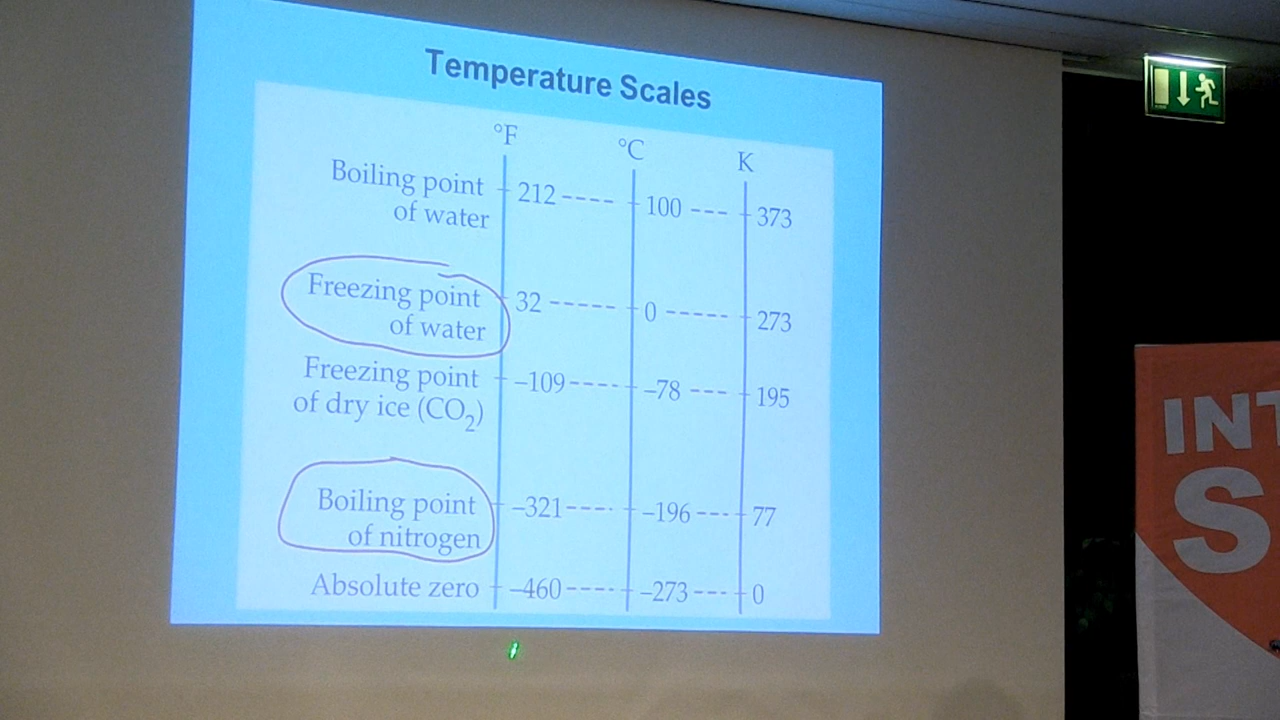 Temperature Scales
°F °C K
Boiling point
of water
212 ---- 100 --- 373
Freezing point
of water
32 ----- 0 ----- 273
Freezing point
of dry ice (CO₂)
–109 ---- –78 --- 195
Boiling point
of nitrogen
–321 ---- –196 --- 77
Absolute zero –460 ---- –273 --- 0
INT
S